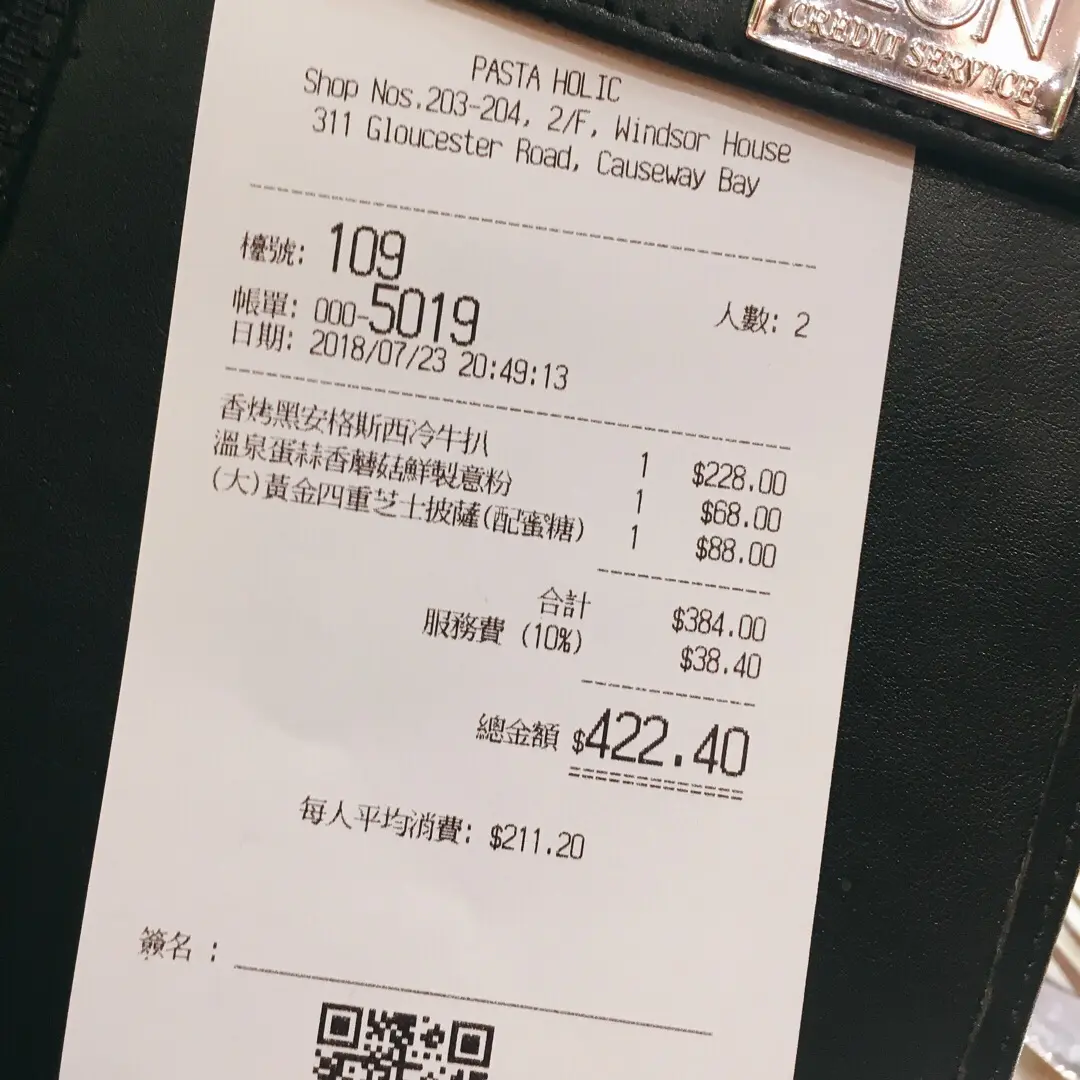 CREDIT SERVICE
PASTA HOLIC
Shop Nos.203-204, 2/F, Windsor House
311 Gloucester Road, Causeway Bay
檯號: 109
帳單: 000-5019 人數: 2
日期: 2018/07/23 20:49:13
香烤黑安格斯西冷牛扒 1 $228.00
溫泉蛋蒜香蘑菇鮮製意粉 1 $68.00
(大)黃金四重芝士披薩(配蜜糖) 1 $88.00
合計 $384.00
服務費 (10%) $38.40
總金額 $422.40
每人平均消費: $211.20
簽名 :